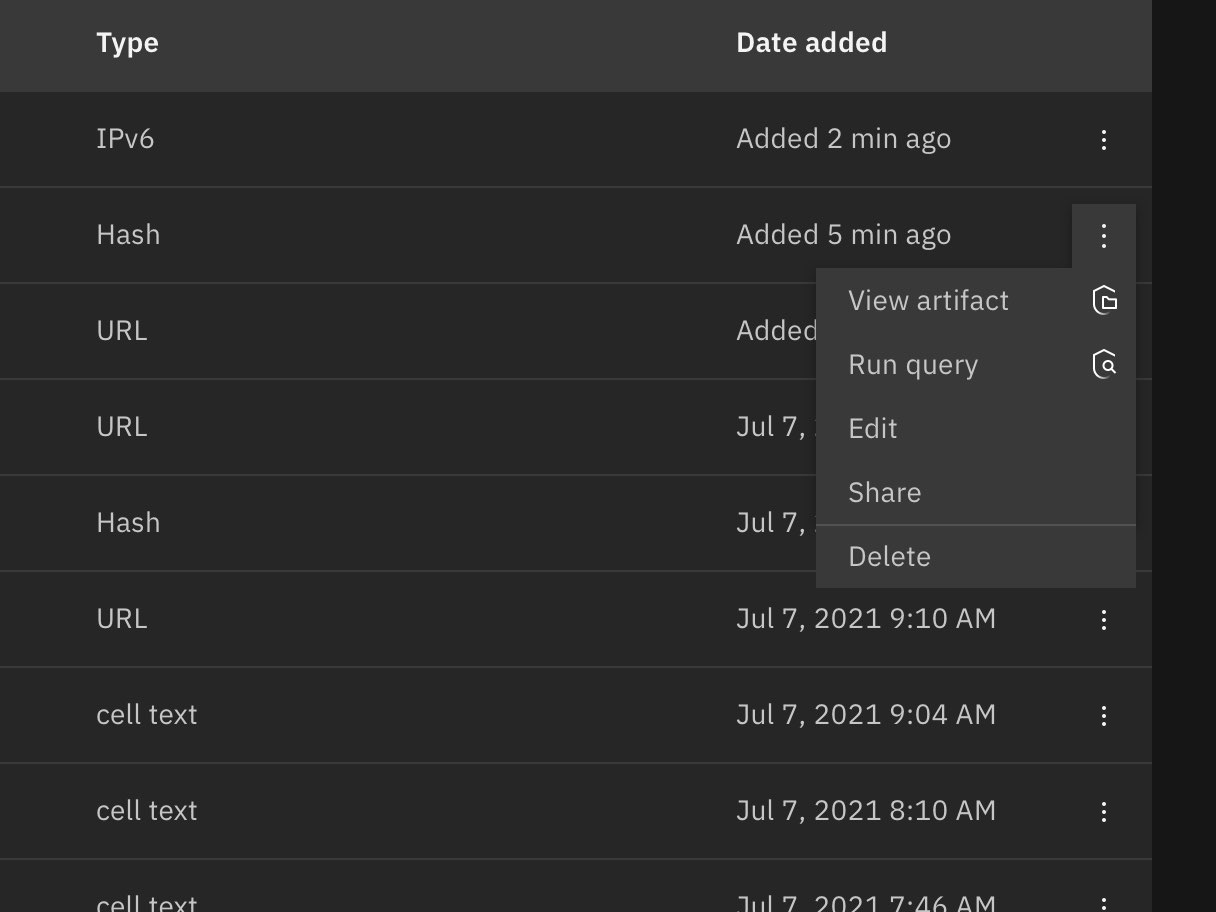 Type Date added
IPv6 Added 2 min ago
Hash Added 5 min ago
View artifact
URL Added
Run query
URL Jul 7,
Edit
Share
Hash Jul 7,
Delete
URL Jul 7, 2021 9:10 AM
cell text Jul 7, 2021 9:04 AM
cell text Jul 7, 2021 8:10 AM
cell text Jul 7, 2021 7:46 AM